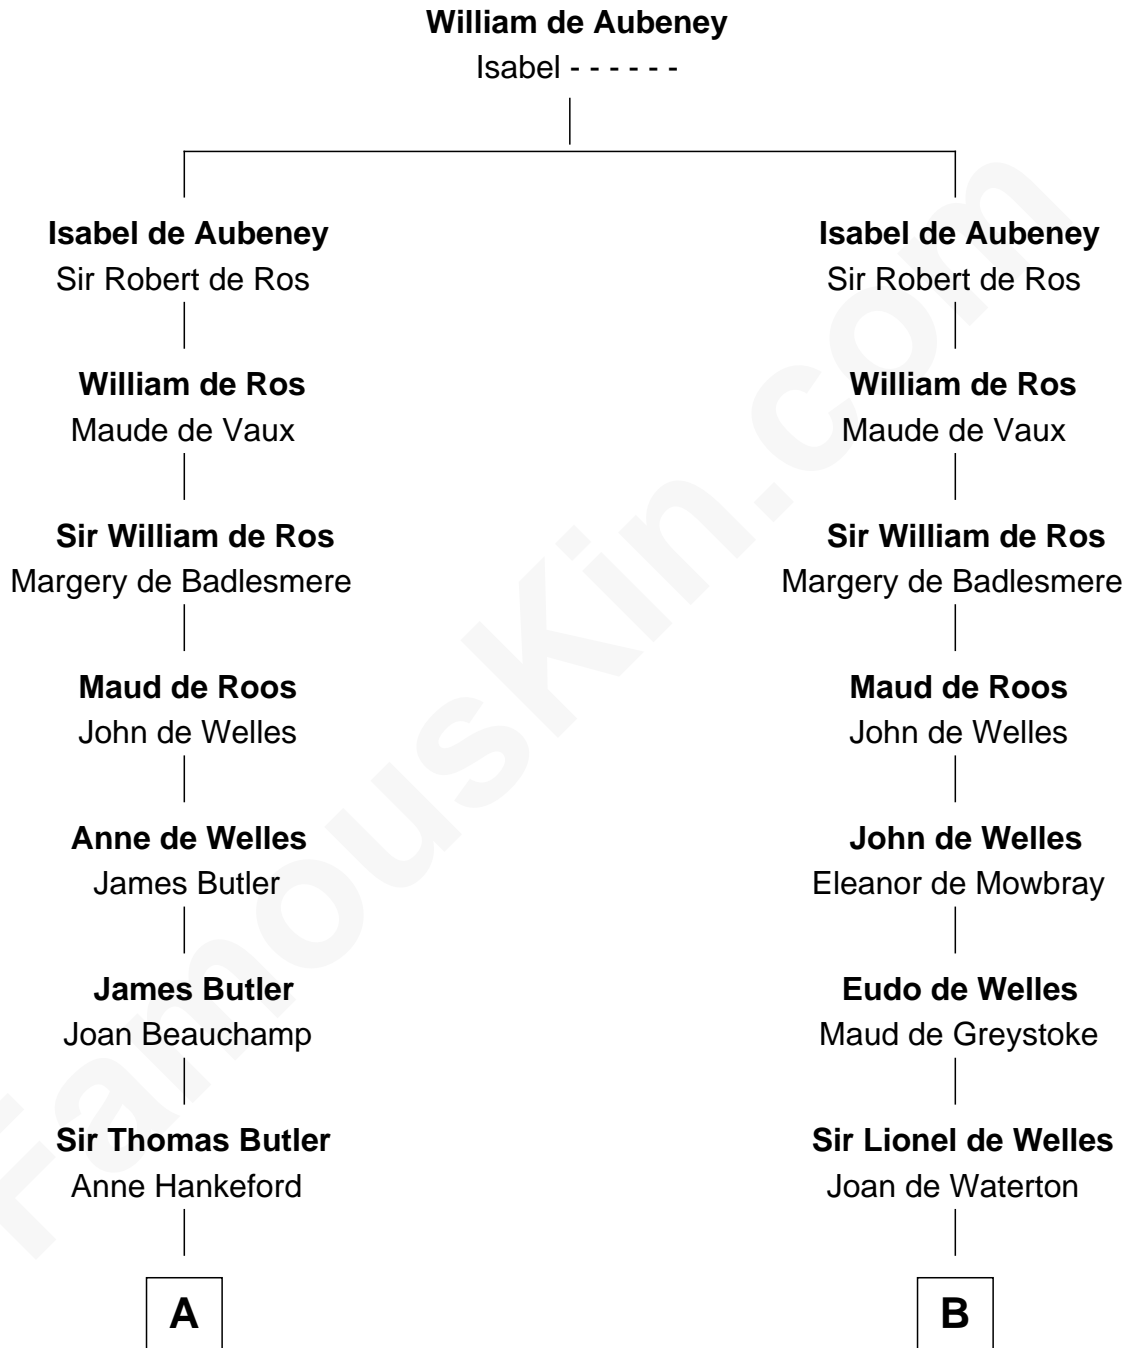 William de Aubeney
Isabel - - - - - -
Isabel de Aubeney
Sir Robert de Ros
Isabel de Aubeney
Sir Robert de Ros
William de Ros
Maude de Vaux
William de Ros
Maude de Vaux
Sir William de Ros
Margery de Badlesmere
Sir William de Ros
Margery de Badlesmere
Maud de Roos
John de Welles
Maud de Roos
John de Welles
Anne de Welles
James Butler
John de Welles
Eleanor de Mowbray
James Butler
Joan Beauchamp
Eudo de Welles
Maud de Greystoke
Sir Thomas Butler
Anne Hankeford
Sir Lionel de Welles
Joan de Waterton
A
B
FamousKin.com